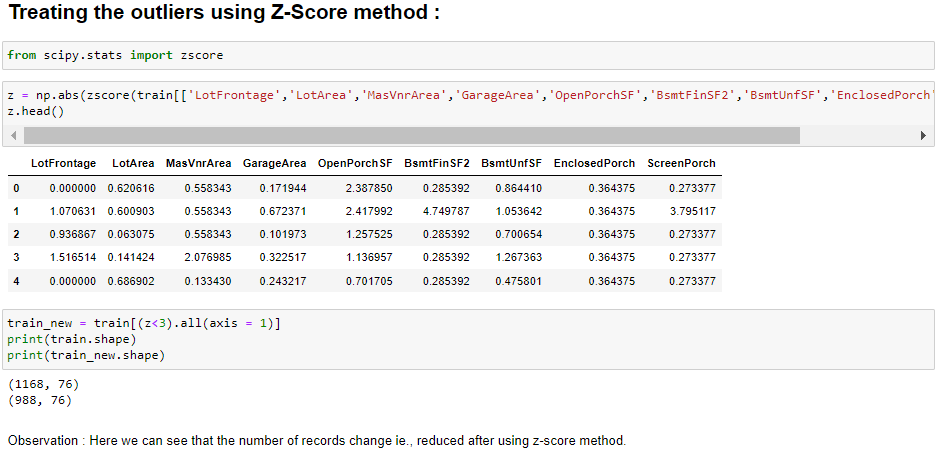 Treating the outliers using Z-Score method :
from scipy.stats import zscore
z = np.abs(zscore(train[['LotFrontage','LotArea','MasVnrArea','GarageArea','OpenPorchSF','BsmtFinSF2','BsmtUnfSF','EnclosedPorch'
z.head()
LotFrontage LotArea MasVnrArea GarageArea OpenPorchSF BsmtFinSF2 BsmtUnfSF EnclosedPorch ScreenPorch
0 0.000000 0.620616 0.558343 0.171944 2.387850 0.285392 0.864410 0.364375 0.273377
1 1.070631 0.600903 0.558343 0.672371 2.417992 4.749787 1.053642 0.364375 3.795117
2 0.936867 0.063075 0.558343 0.101973 1.257525 0.285392 0.700654 0.364375 0.273377
3 1.516514 0.141424 2.076985 0.322517 1.136957 0.285392 1.267363 0.364375 0.273377
4 0.000000 0.686902 0.133430 0.243217 0.701705 0.285392 0.475801 0.364375 0.273377
train_new = train[(z<3).all(axis = 1)]
print(train.shape)
print(train_new.shape)
(1168, 76)
(988, 76)
Observation : Here we can see that the number of records change ie., reduced after using z-score method.